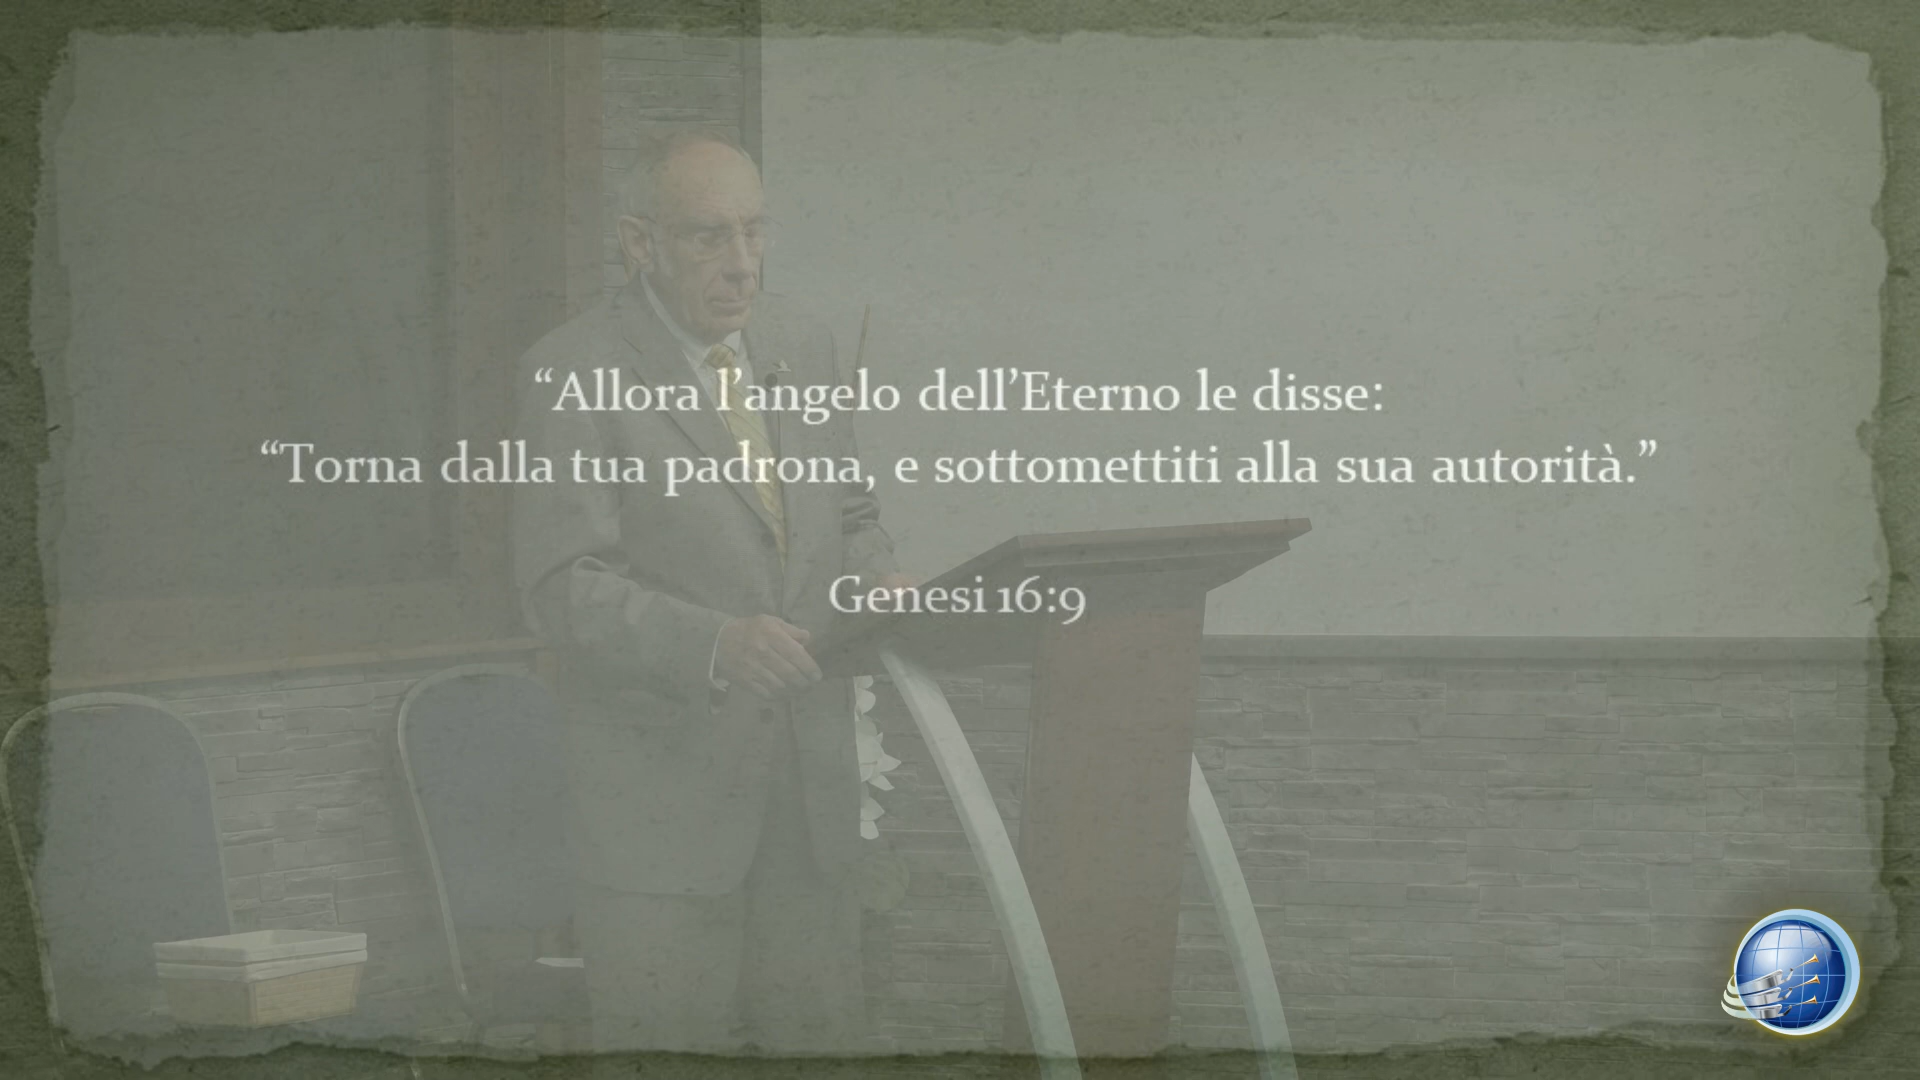 “Allora l’angelo dell’Eterno le disse:
“Torna dalla tua padrona, e sottomettiti alla sua autorità.”
Genesi 16:9